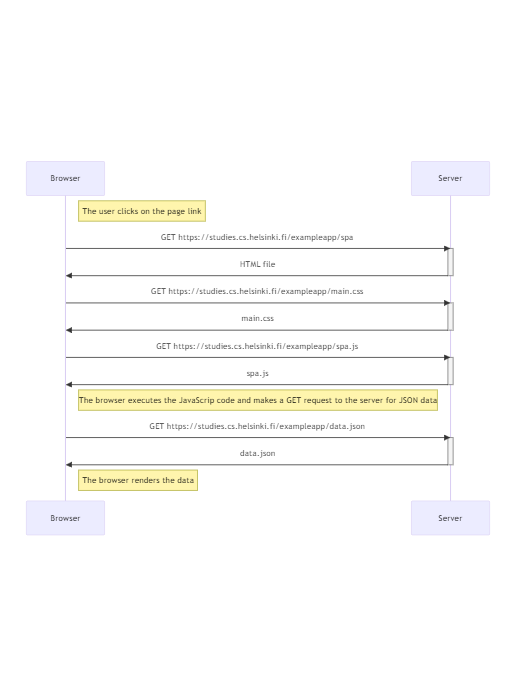 Browser
Server
The user clicks on the page link
GET https://studies.cs.helsinki.fi/exampleapp/spa
HTML file
GET https://studies.cs.helsinki.fi/exampleapp/main.css
main.css
GET https://studies.cs.helsinki.fi/exampleapp/spa.js
spa.js
The browser executes the JavaScrip code and makes a GET request to the server for JSON data
GET https://studies.cs.helsinki.fi/exampleapp/data.json
data.json
The browser renders the data
Browser
Server